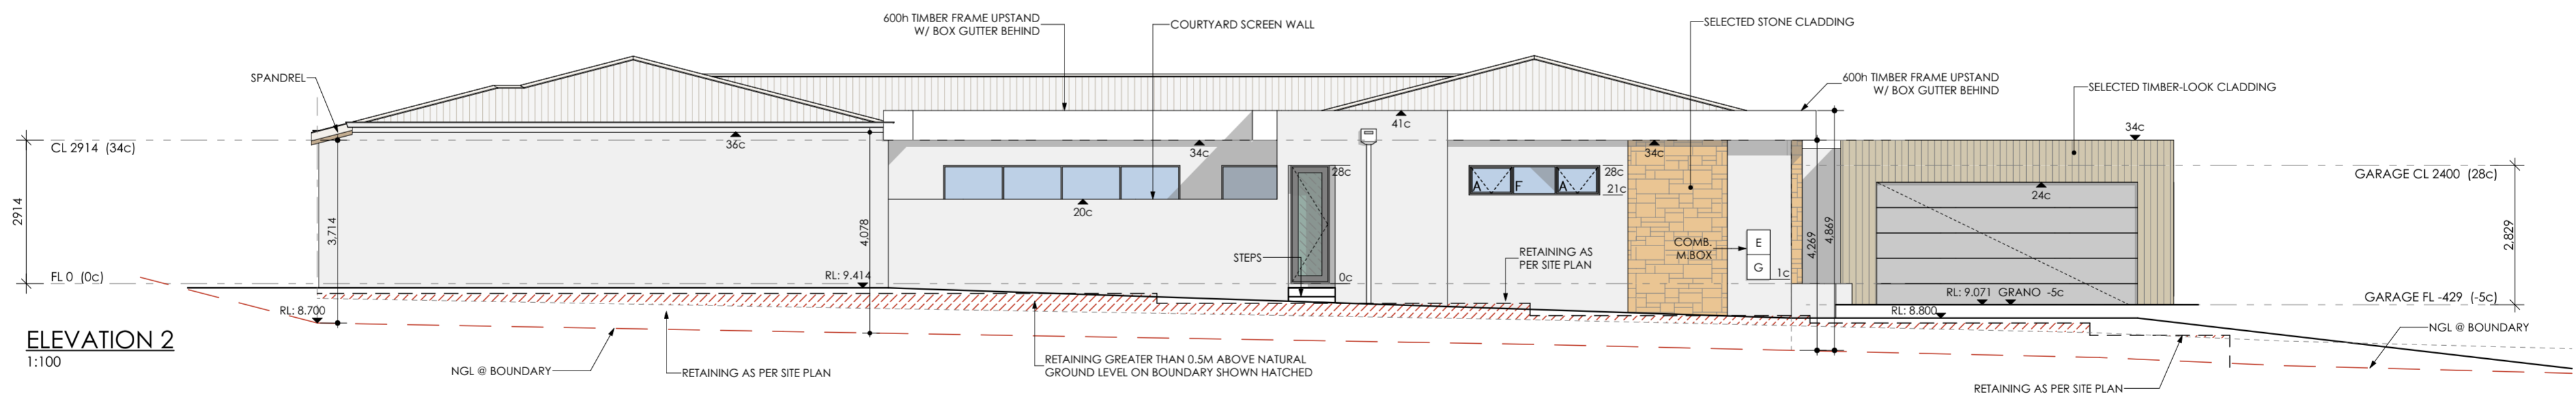 600h TIMBER FRAME UPSTAND
W/ BOX GUTTER BEHIND
COURTYARD SCREEN WALL
SELECTED STONE CLADDING
SPANDREL
600h TIMBER FRAME UPSTAND
W/ BOX GUTTER BEHIND
SELECTED TIMBER-LOOK CLADDING
41c
34c
CL 2914 (34c)
36c
34c
34c
28c
28c
GARAGE CL 2400 (28c)
A
F
A
21c
24c
20c
2914
3,714
4,078
4,269
4,869
2,829
STEPS
RETAINING AS
PER SITE PLAN
COMB.
M.BOX
E
G
FL 0 (0c)
RL: 9.414
0c
1c
RL: 9.071 GRANO -5c
GARAGE FL -429 (-5c)
RL: 8.700
RL: 8.800
ELEVATION 2
1:100
NGL @ BOUNDARY
RETAINING AS PER SITE PLAN
RETAINING GREATER THAN 0.5M ABOVE NATURAL
GROUND LEVEL ON BOUNDARY SHOWN HATCHED
NGL @ BOUNDARY
RETAINING AS PER SITE PLAN